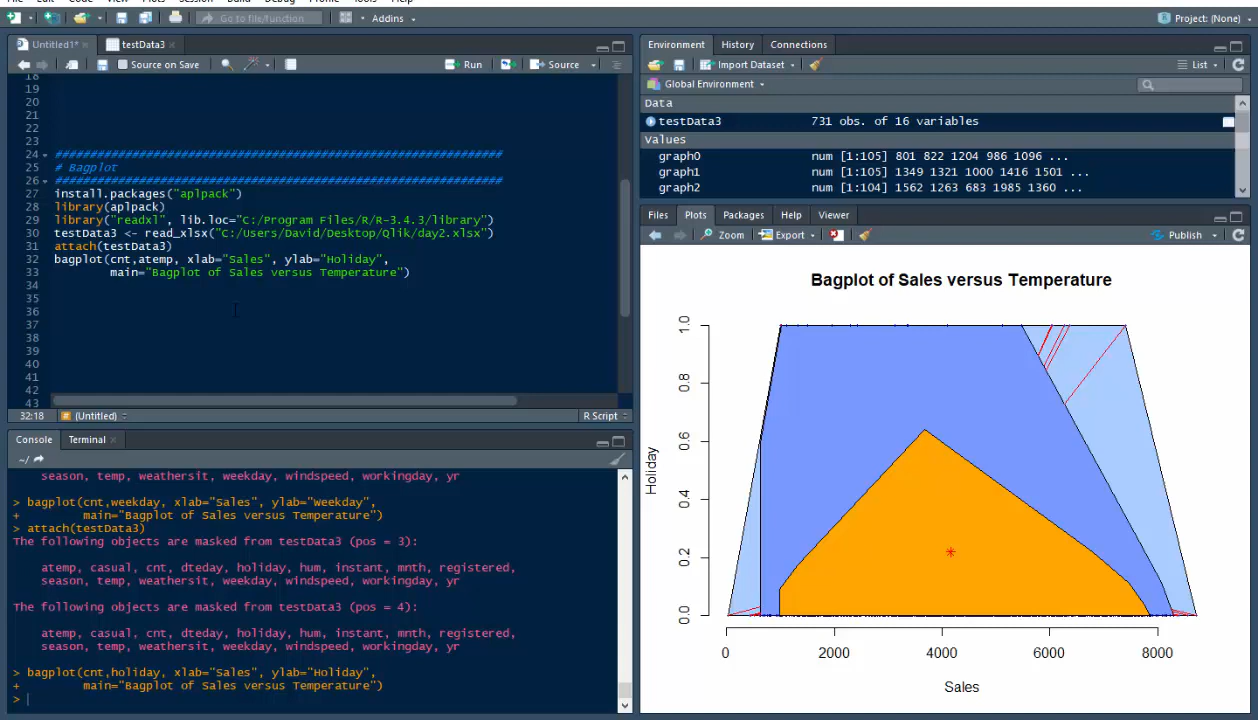 File Edit Code View Plots Session Build Debug Profile Tools Help
Go to file/function
Addins
Project: (None)
Untitled1*
testData3
Source on Save
Run
Source
18
19
20
21
22
23
24 ################################################################
25 # Bagplot
26 ################################################################
27 install.packages("aplpack")
28 library(aplpack)
29 library("readxl", lib.loc="C:/Program Files/R/R-3.4.3/library")
30 testData3 <- read_xlsx("C:/Users/David/Desktop/Qlik/day2.xlsx")
31 attach(testData3)
32 bagplot(cnt,atemp, xlab="Sales", ylab="Holiday",
33 main="Bagplot of Sales versus Temperature")
34
35
36
37
38
39
40
41
42
43
32:18
(Untitled)
R Script
Console
Terminal
~/
season, temp, weathersit, weekday, windspeed, workingday, yr
> bagplot(cnt,weekday, xlab="Sales", ylab="Weekday",
+ main="Bagplot of Sales versus Temperature")
> attach(testData3)
The following objects are masked from testData3 (pos = 3):
atemp, casual, cnt, dteday, holiday, hum, instant, mnth, registered,
season, temp, weathersit, weekday, windspeed, workingday, yr
The following objects are masked from testData3 (pos = 4):
atemp, casual, cnt, dteday, holiday, hum, instant, mnth, registered,
season, temp, weathersit, weekday, windspeed, workingday, yr
> bagplot(cnt,holiday, xlab="Sales", ylab="Holiday",
+ main="Bagplot of Sales versus Temperature")
>
Environment
History
Connections
Import Dataset
List
Global Environment
Data
testData3 731 obs. of 16 variables
Values
graph0 num [1:105] 801 822 1204 986 1096 ...
graph1 num [1:105] 1349 1321 1000 1416 1501 ...
graph2 num [1:104] 1562 1263 683 1985 1360 ...
Files
Plots
Packages
Help
Viewer
Zoom
Export
Publish
Bagplot of Sales versus Temperature
Holiday
1.0
0.8
0.6
0.4
0.2
0.0
0 2000 4000 6000 8000
Sales